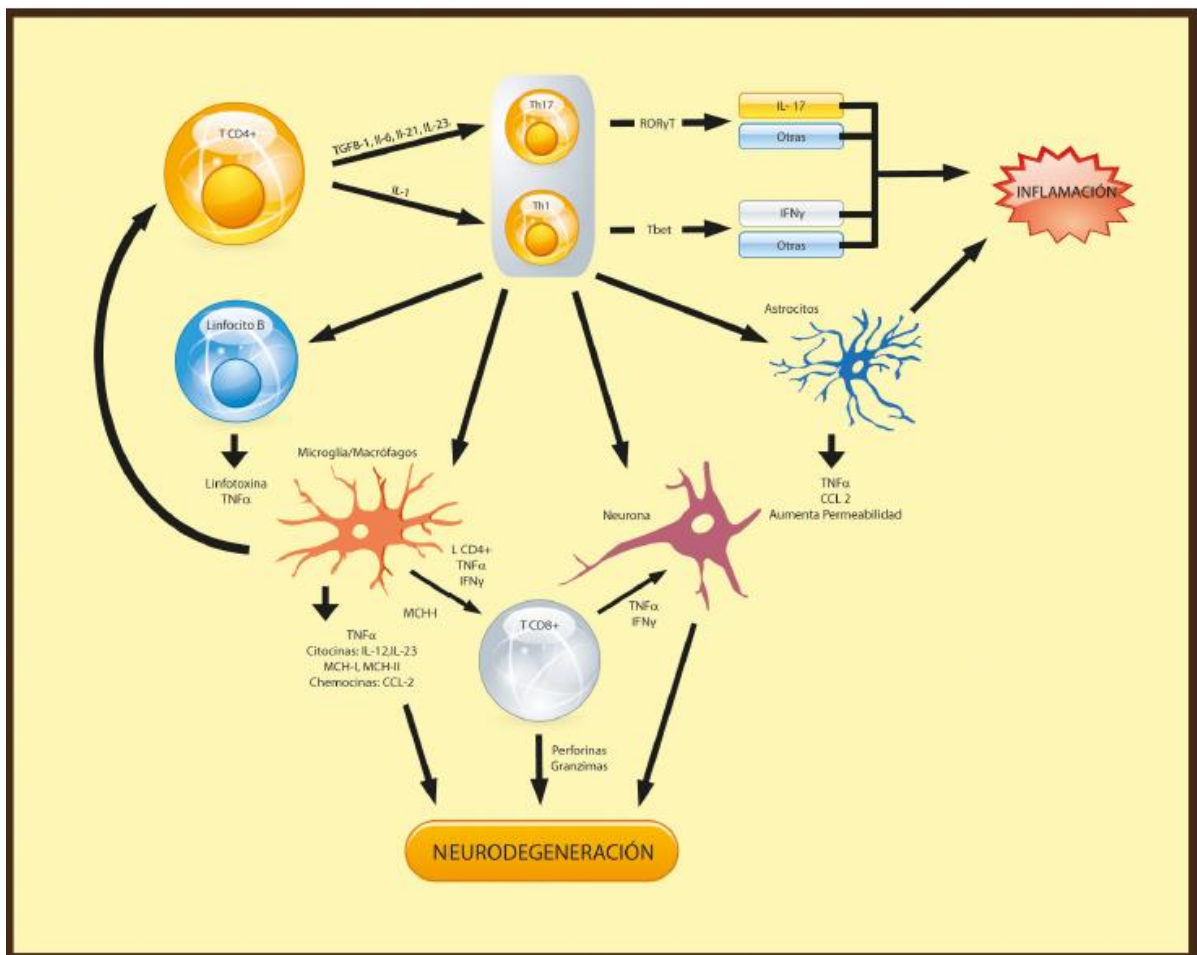 T CD4+
TGFB-1, Il-6, Il-21, IL-23.
IL-1
Th17
Th1
RORγT
Tbet
IL- 17
Otras
IFNγ
Otras
INFLAMACIÓN
Linfocito B
Linfotoxina
TNFα
Microglia/Macrófagos
Astrocitos
TNFα
CCL 2
Aumenta Permeabilidad
Neurona
L CD4+
TNFα
IFNγ
MCH-I
T CD8+
TNFα
IFNγ
TNFα
Citocinas: IL-12,IL-23
MCH-I, MCH-II
Chemocinas: CCL-2
Perforinas
Granzimas
NEURODEGENERACIÓN